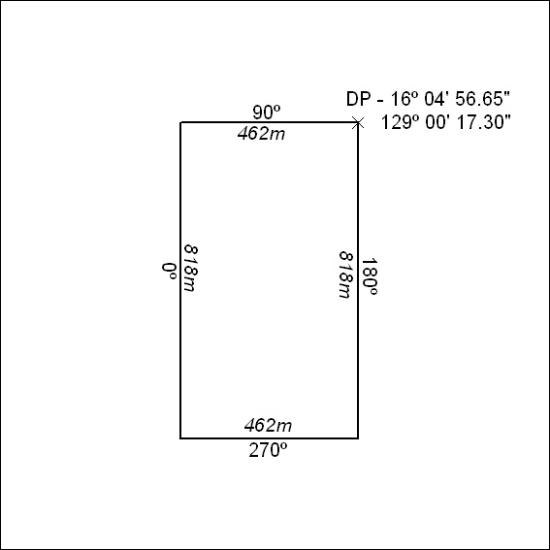 DP - 16º 04' 56.65"
129º 00' 17.30"
90º
462m
0º
818m
818m
180º
462m
270º